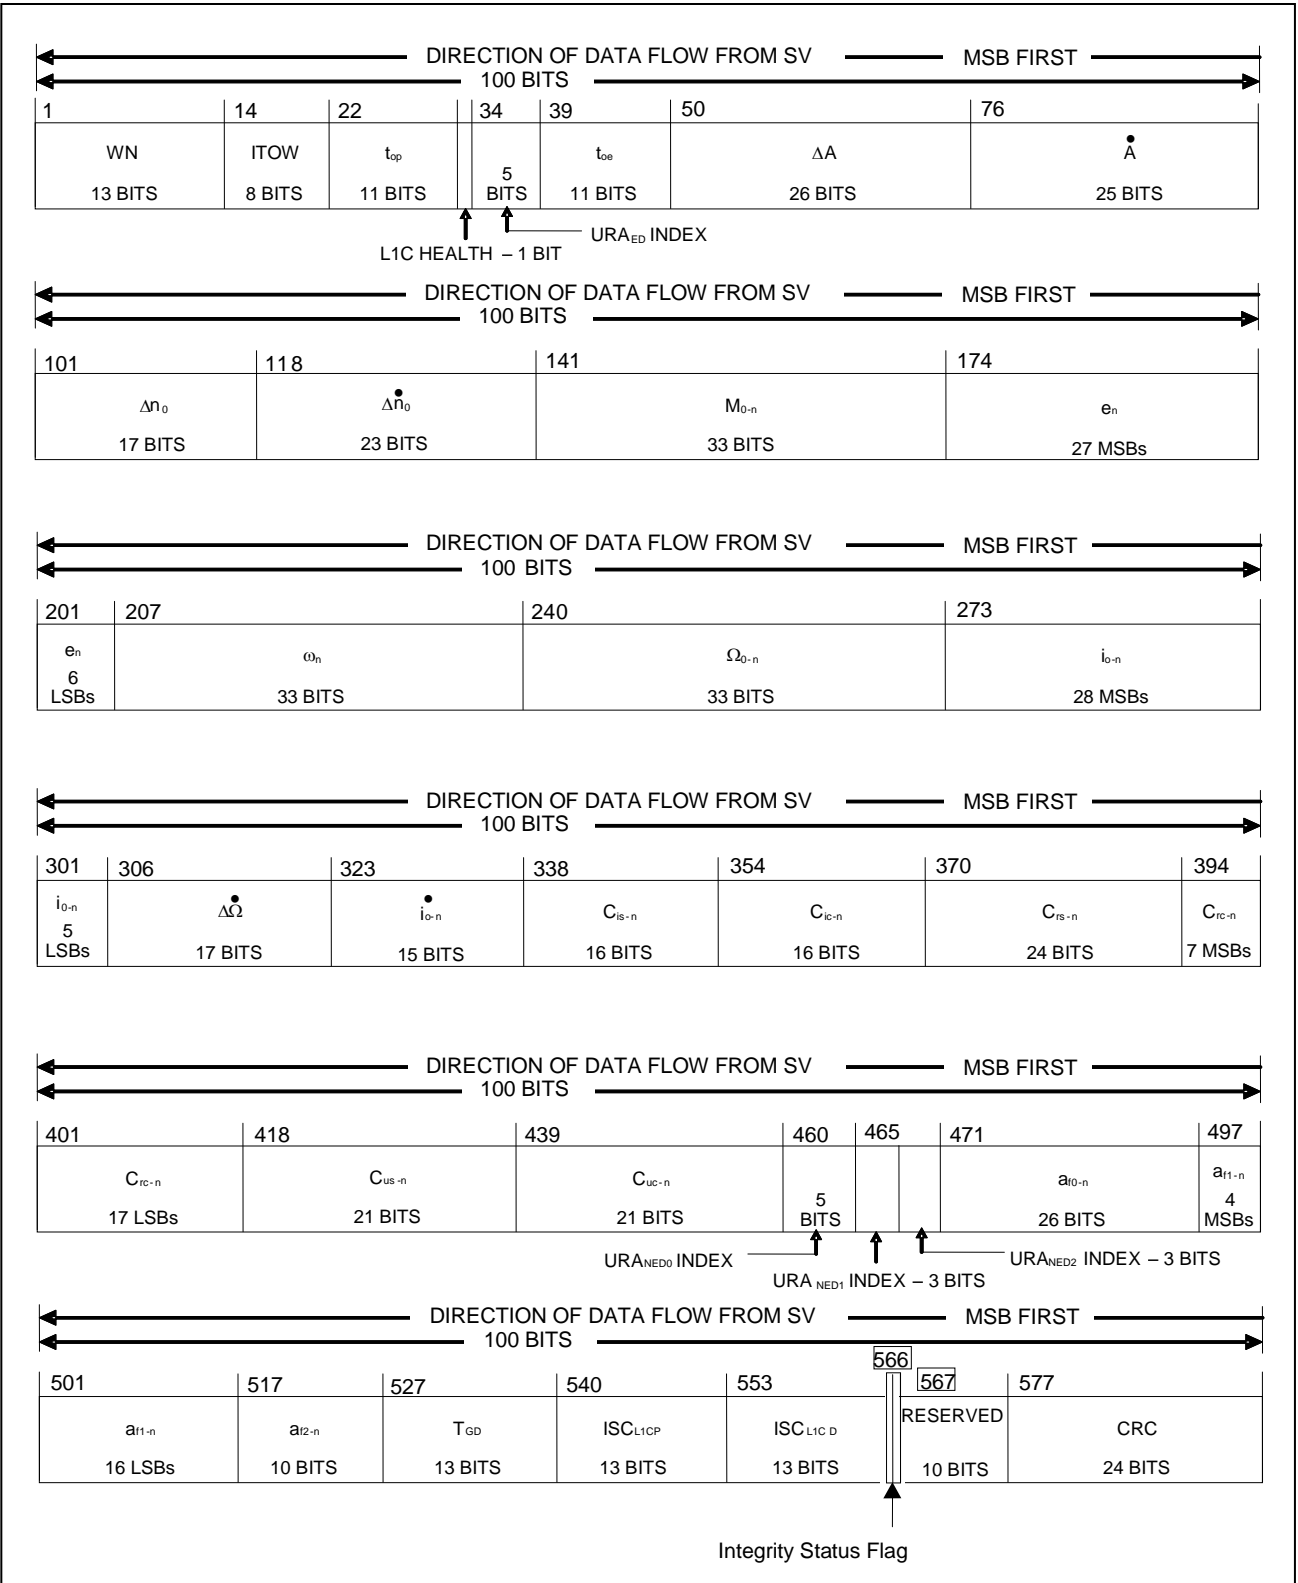 DIRECTION OF DATA FLOW FROM SV MSB FIRST
100 BITS
1 14 22 34 39 50 76
WN ITOW top toe ΔA Ȧ
13 BITS 8 BITS 11 BITS 5 BITS 11 BITS 26 BITS 25 BITS
URAED INDEX
L1C HEALTH – 1 BIT
DIRECTION OF DATA FLOW FROM SV MSB FIRST
100 BITS
101 118 141 174
Δn0 Δṅ0 M0-n en
17 BITS 23 BITS 33 BITS 27 MSBs
DIRECTION OF DATA FLOW FROM SV MSB FIRST
100 BITS
201 207 240 273
en ωn Ω0-n io-n
6 LSBs 33 BITS 33 BITS 28 MSBs
DIRECTION OF DATA FLOW FROM SV MSB FIRST
100 BITS
301 306 323 338 354 370 394
i0-n ΔΩ̇ i̇o-n Cis-n Cic-n Crs-n Crc-n
5 LSBs 17 BITS 15 BITS 16 BITS 16 BITS 24 BITS 7 MSBs
DIRECTION OF DATA FLOW FROM SV MSB FIRST
100 BITS
401 418 439 460 465 471 497
Crc-n Cus-n Cuc-n af0-n af1-n
17 LSBs 21 BITS 21 BITS 5 BITS 26 BITS 4 MSBs
URANED0 INDEX URANED2 INDEX – 3 BITS
URA NED1 INDEX – 3 BITS
DIRECTION OF DATA FLOW FROM SV MSB FIRST
100 BITS
501 517 527 540 553 566 567 577
af1-n af2-n TGD ISCL1CP ISCL1CD RESERVED CRC
16 LSBs 10 BITS 13 BITS 13 BITS 13 BITS 10 BITS 24 BITS
Integrity Status Flag